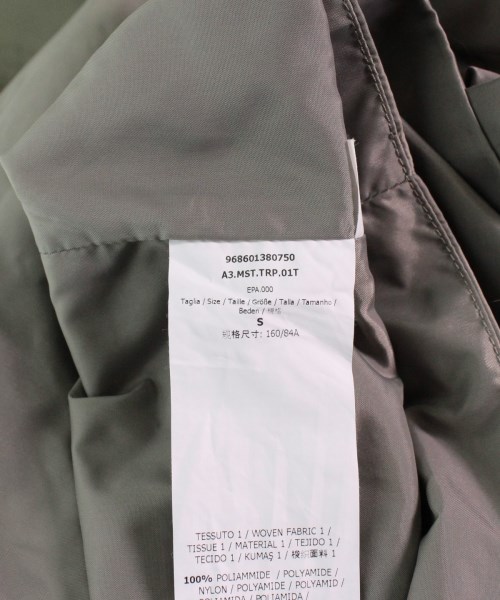 968601380750
A3.MST.TRP.01T
EPA.000
Taglia / Size / Taille / Größe / Talla / Tamanho /
Beden /
S
规格尺寸: 160/84A
TESSUTO 1 / WOVEN FABRIC 1 /
TISSUE 1 / MATERIAL 1 / TEJIDO 1 /
TECIDO 1 / KUMAŞ 1 / 梭织面料 1
100% POLIAMMIDE / POLYAMIDE /
NYLON / POLYAMIDE / POLYAMID /
POLIAMIDA / POLIAMIDA /